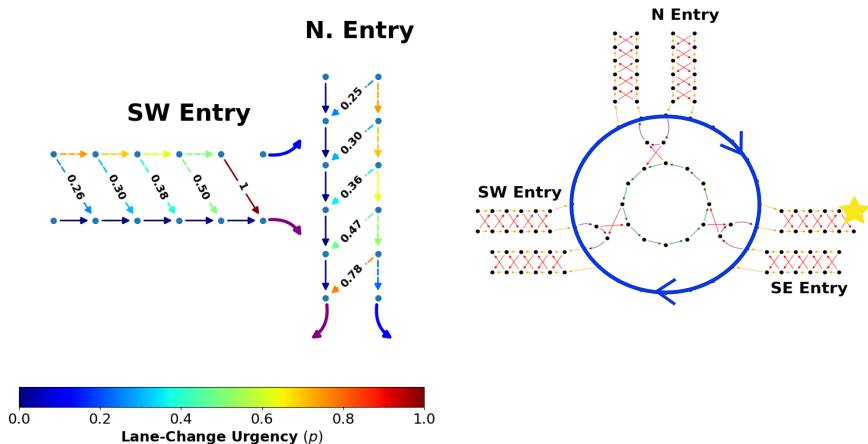 N. Entry
SW Entry
0.25
0.30
0.36
0.47
0.78
0.26
0.30
0.38
0.50
1
0.0 0.2 0.4 0.6 0.8 1.0
Lane-Change Urgency (p)
N Entry
SW Entry
SE Entry